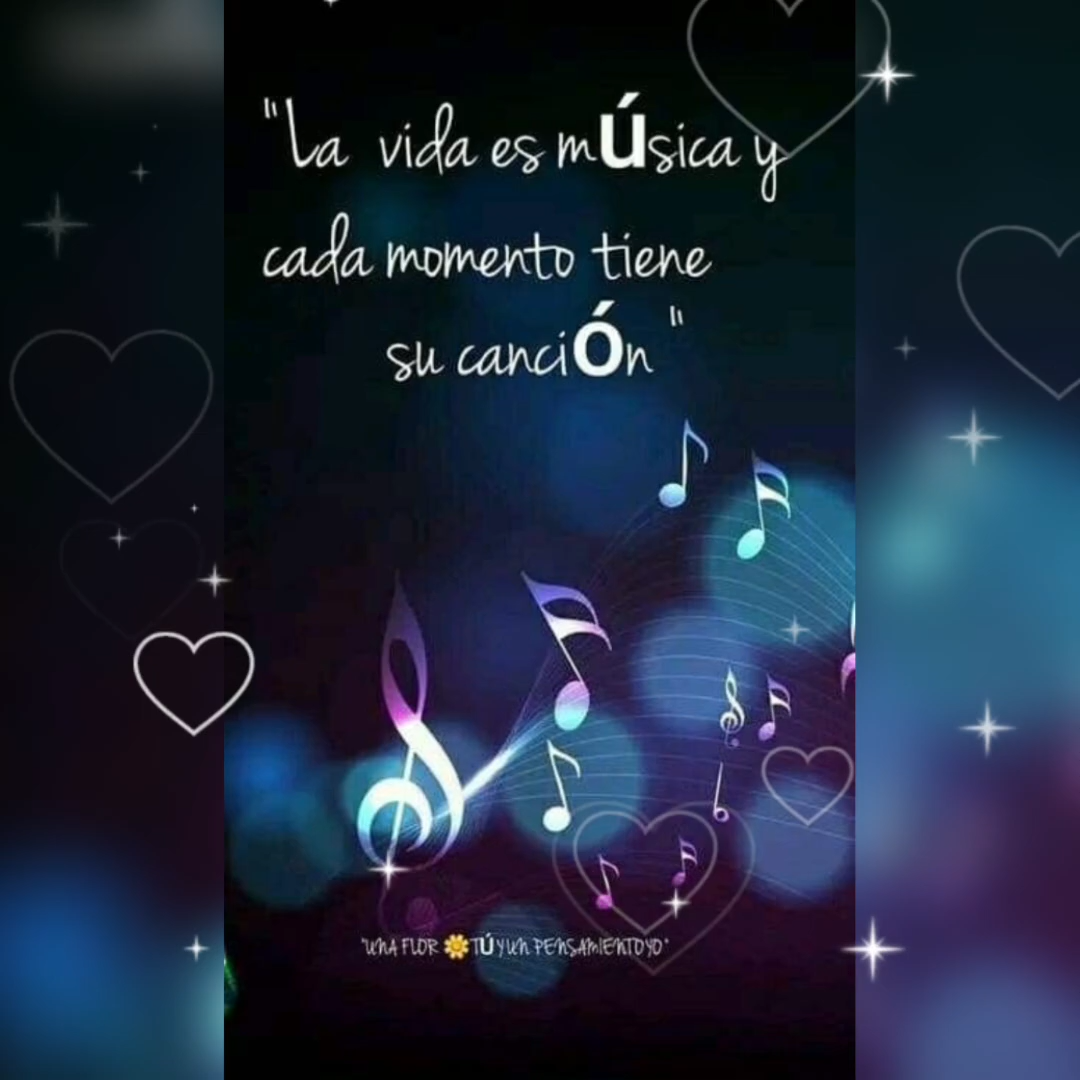 "La vida es mÚsica y
cada momento tiene
su canciÓn "
"UNA FLOR 🌼 TÚ Y UN PENSAMIENTO YO"